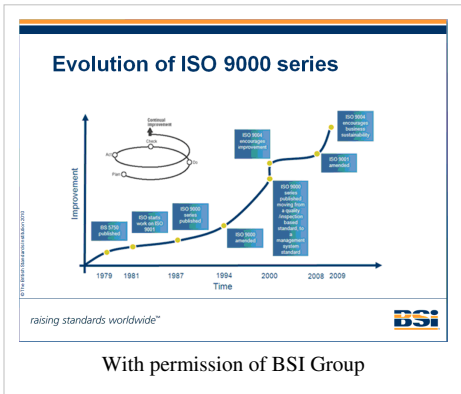 Evolution of ISO 9000 series
Continual
Improvement
Check
Act
Do
Plan
ISO 9004
encourages
business
sustainability
ISO 9004
encourages
improvement
ISO 9001
amended
ISO 9000
series
published
moving from
a quality
/inspection
based
standard, to
a
management
system
standard
ISO 9000
series
published
ISO starts
work on ISO
9001
BS 5750
published
ISO 9000
amended
Improvement
1979 1981 1987 1994 2000 2008 2009
Time
©The British Standards Institution 2010
raising standards worldwide™
BSi
With permission of BSI Group